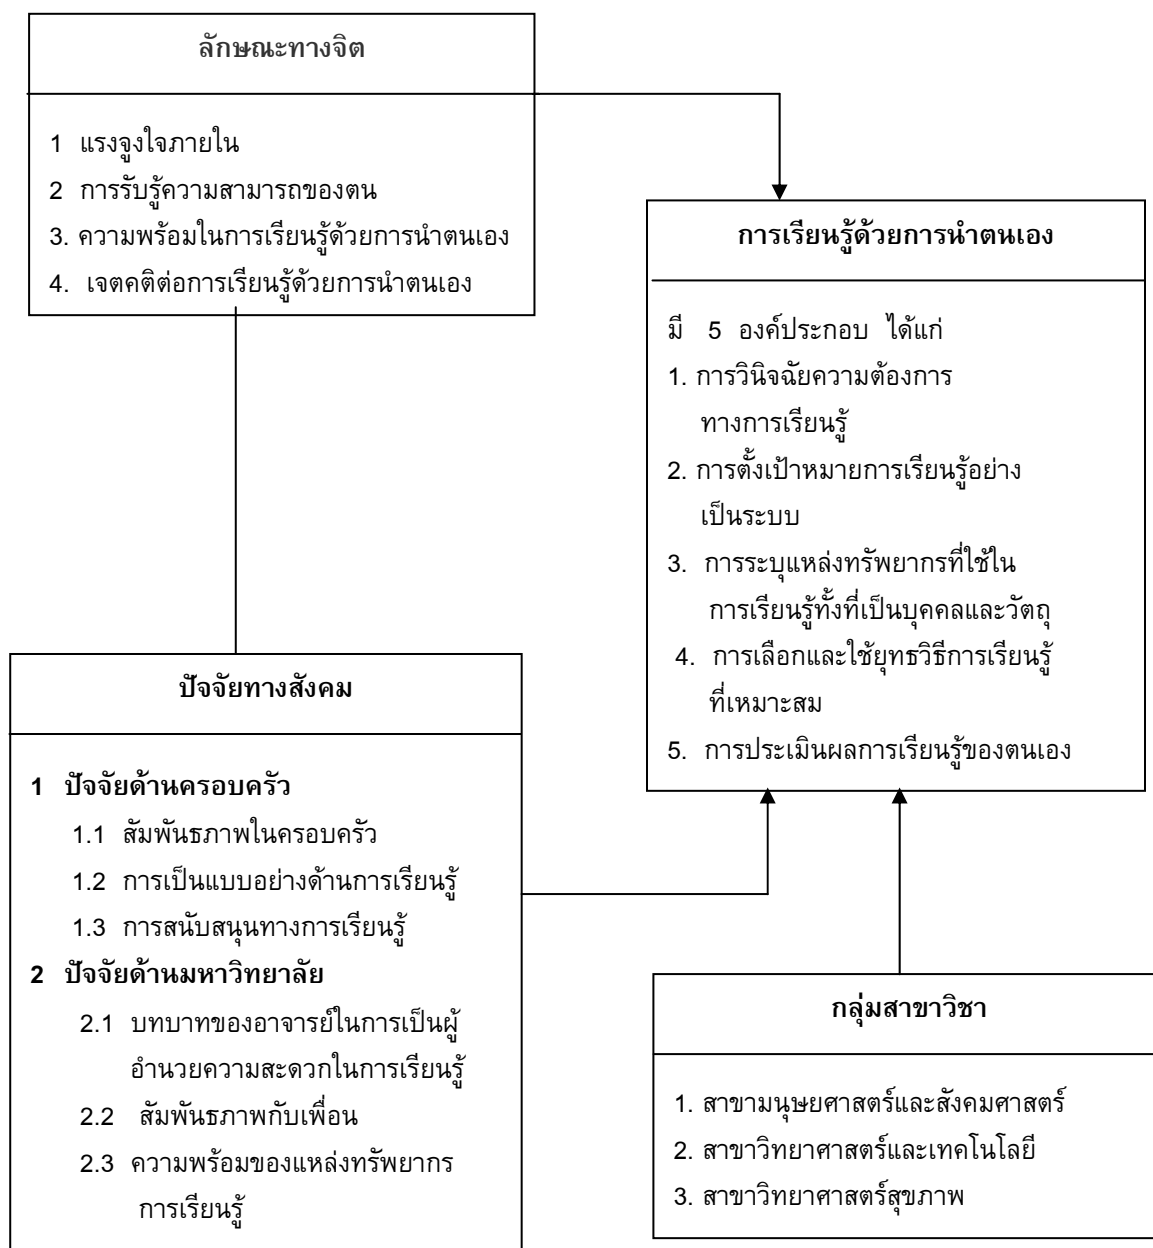 ลักษณะทางจิต
1 แรงจูงใจภายใน
2 การรับรู้ความสามารถของตน
3. ความพร้อมในการเรียนรู้ด้วยการนำตนเอง
4. เจตคติต่อการเรียนรู้ด้วยการนำตนเอง
การเรียนรู้ด้วยการนำตนเอง
มี 5 องค์ประกอบ ได้แก่
1. การวินิจฉัยความต้องการ
ทางการเรียนรู้
2. การตั้งเป้าหมายการเรียนรู้อย่าง
เป็นระบบ
3. การระบุแหล่งทรัพยากรที่ใช้ใน
การเรียนรู้ทั้งที่เป็นบุคคลและวัตถุ
4. การเลือกและใช้ยุทธวิธีการเรียนรู้
ที่เหมาะสม
5. การประเมินผลการเรียนรู้ของตนเอง
ปัจจัยทางสังคม
1 ปัจจัยด้านครอบครัว
1.1 สัมพันธภาพในครอบครัว
1.2 การเป็นแบบอย่างด้านการเรียนรู้
1.3 การสนับสนุนทางการเรียนรู้
2 ปัจจัยด้านมหาวิทยาลัย
2.1 บทบาทของอาจารย์ในการเป็นผู้
อำนวยความสะดวกในการเรียนรู้
2.2 สัมพันธภาพกับเพื่อน
2.3 ความพร้อมของแหล่งทรัพยากร
การเรียนรู้
กลุ่มสาขาวิชา
1. สาขามนุษยศาสตร์และสังคมศาสตร์
2. สาขาวิทยาศาสตร์และเทคโนโลยี
3. สาขาวิทยาศาสตร์สุขภาพ